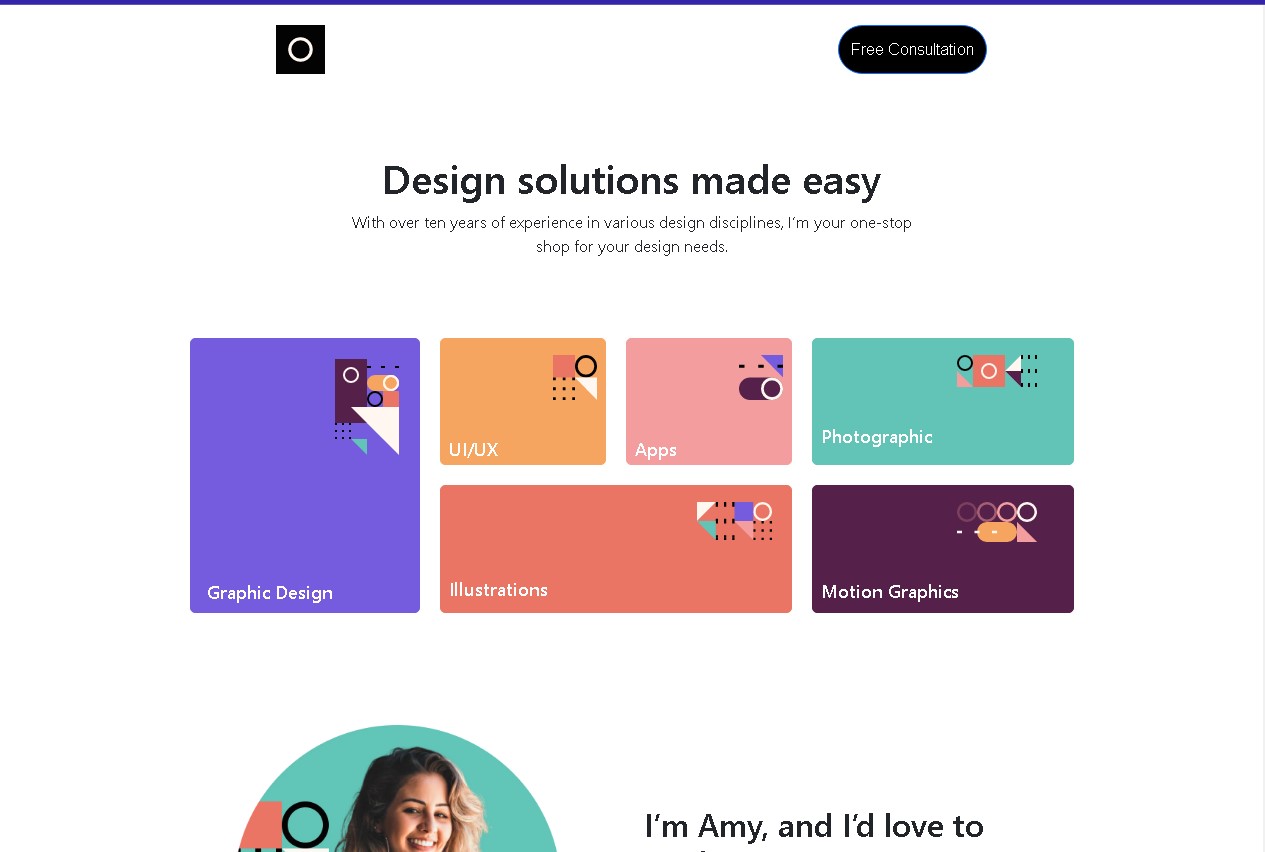 Free Consultation
Design solutions made easy
With over ten years of experience in various design disciplines, I’m your one-stop
shop for your design needs.
Graphic Design
UI/UX
Apps
Photographic
Illustrations
Motion Graphics
I’m Amy, and I’d love to